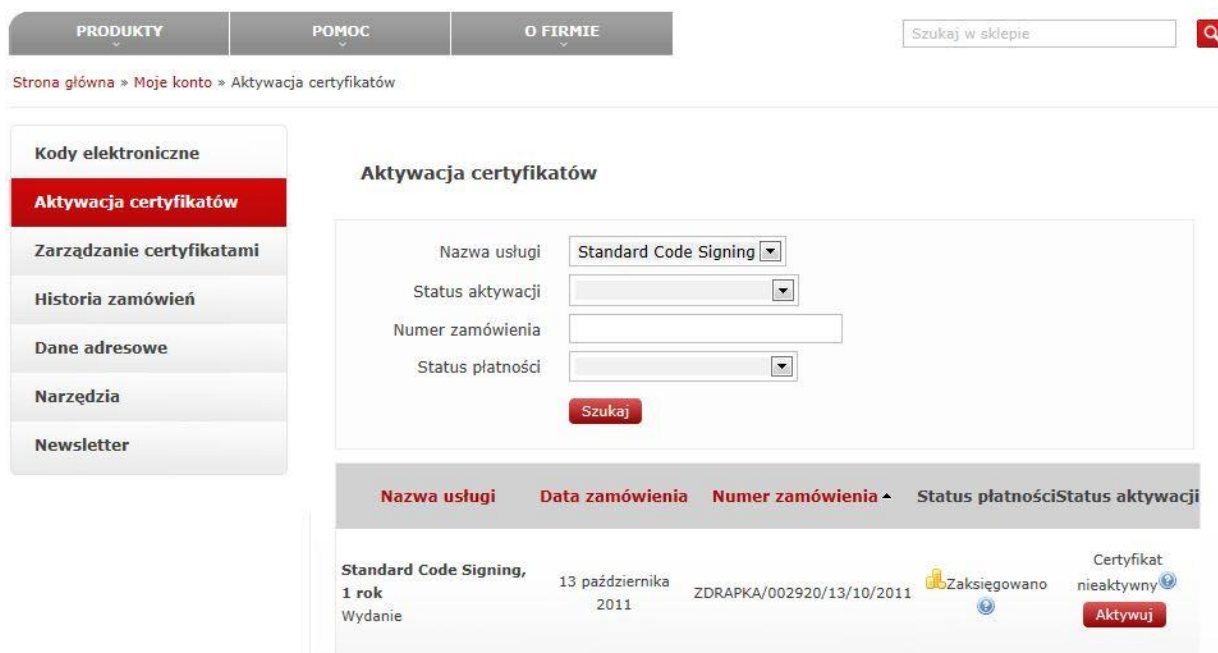 PRODUKTY
POMOC
O FIRMIE
Szukaj w sklepie
Strona główna » Moje konto » Aktywacja certyfikatów
Kody elektroniczne
Aktywacja certyfikatów
Zarządzanie certyfikatami
Historia zamówień
Dane adresowe
Narzędzia
Newsletter
Aktywacja certyfikatów
Nazwa usługi Standard Code Signing
Status aktywacji
Numer zamówienia
Status płatności
Szukaj
Nazwa usługi Data zamówienia Numer zamówienia Status płatnościStatus aktywacji
Standard Code Signing,
1 rok
Wydanie
13 października
2011
ZDRAPKA/002920/13/10/2011
Zaksięgowano
?
Certyfikat
nieaktywny ?
Aktywuj